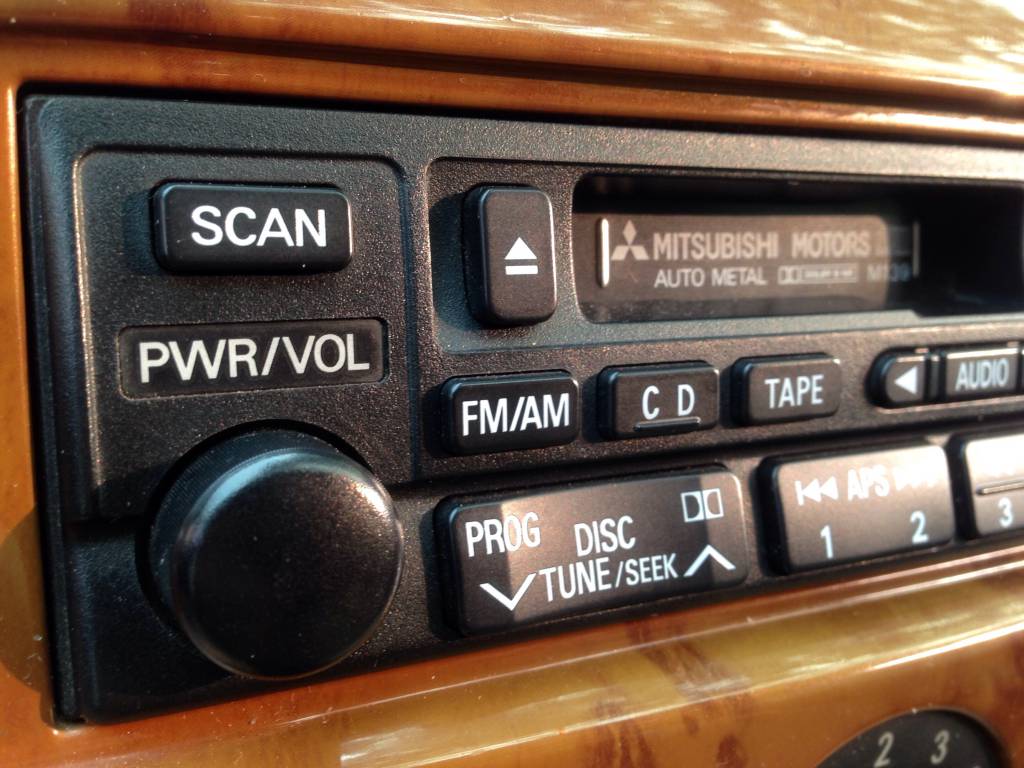 SCAN
MITSUBISHI MOTORS
AUTO METAL
PWR/VOL
FM/AM
C D
TAPE
AUDIO
PROG DISC
TUNE/SEEK
APS
1 2
3
2 3